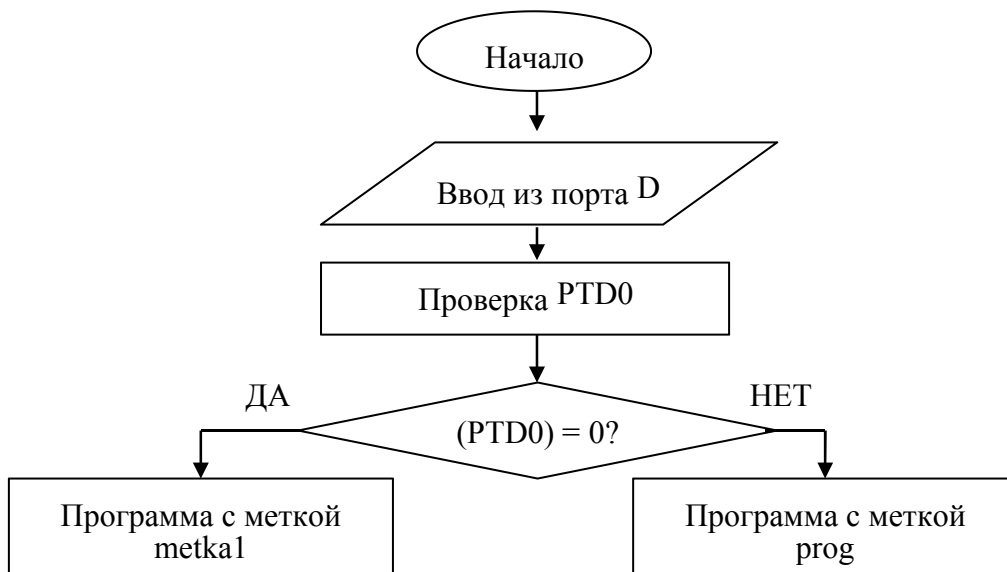 Начало
Ввод из порта D
Проверка PTD0
ДА
НЕТ
(PTD0) = 0?
Программа с меткой
metka1
Программа с меткой
prog